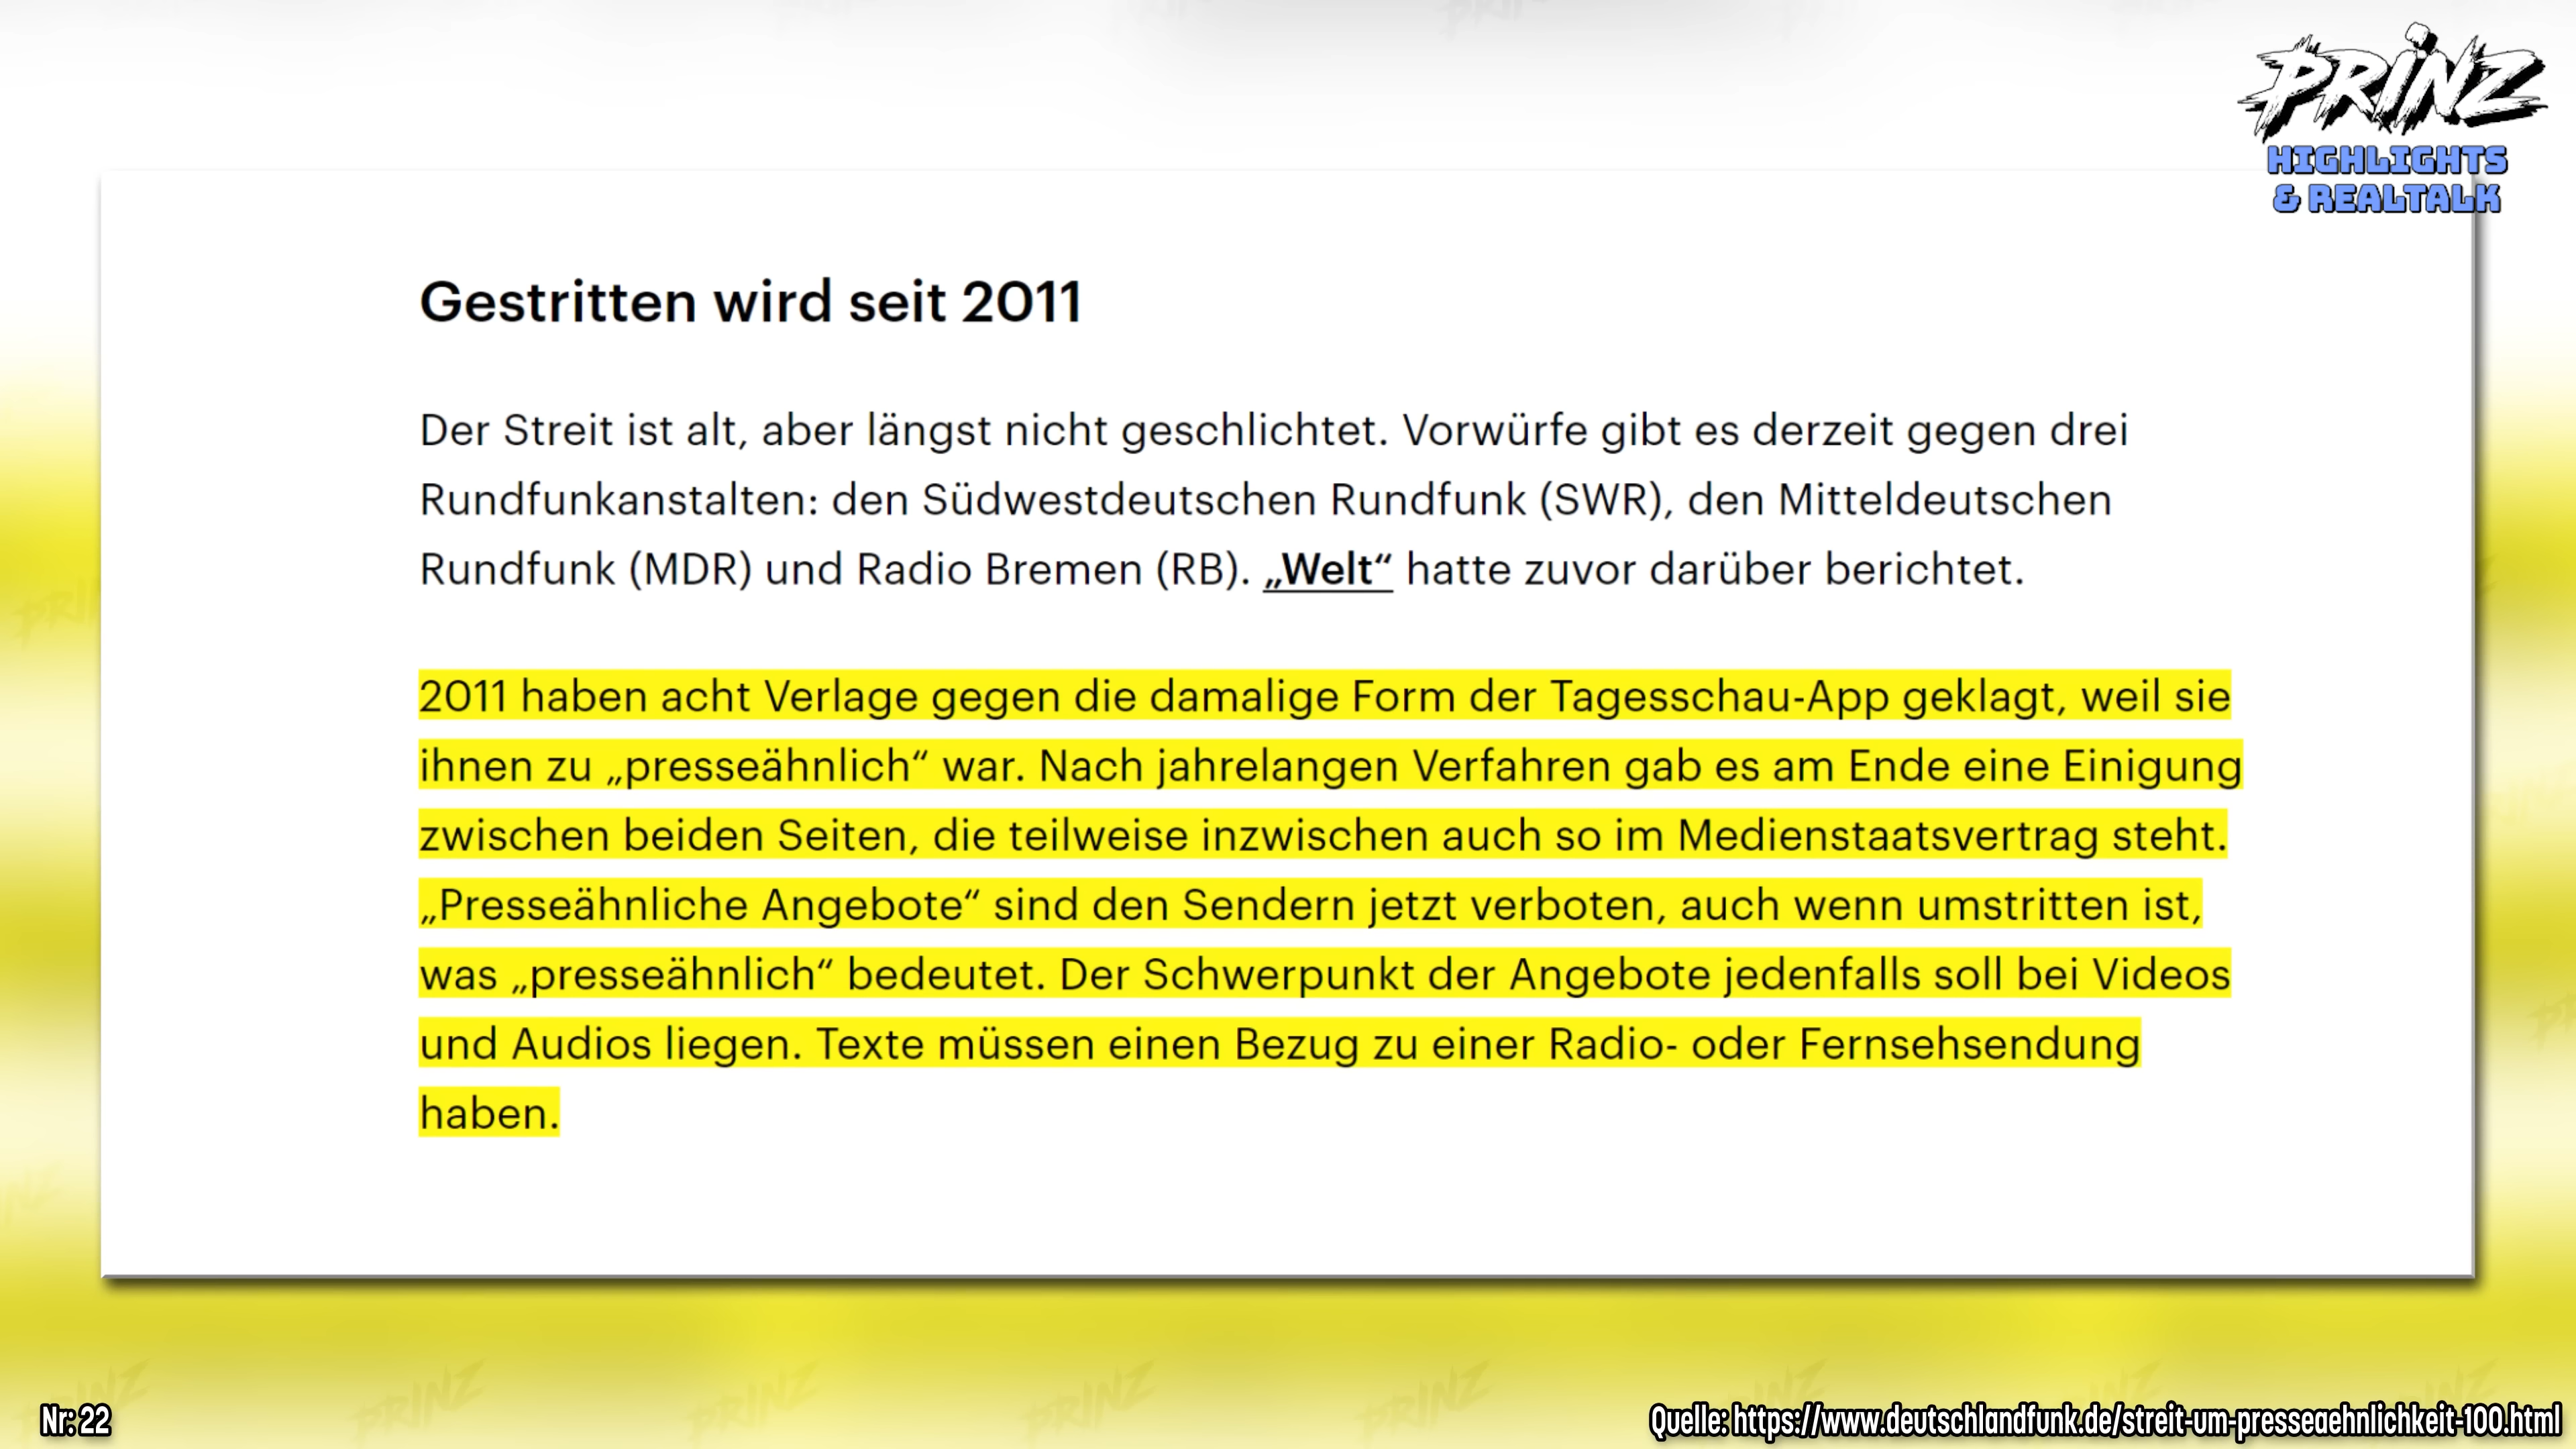 PRINZ
HIGHLIGHTS
& REALTALK
Gestritten wird seit 2011
Der Streit ist alt, aber längst nicht geschlichtet. Vorwürfe gibt es derzeit gegen drei
Rundfunkanstalten: den Südwestdeutschen Rundfunk (SWR), den Mitteldeutschen
Rundfunk (MDR) und Radio Bremen (RB). „Welt“ hatte zuvor darüber berichtet.
2011 haben acht Verlage gegen die damalige Form der Tagesschau-App geklagt, weil sie
ihnen zu „presseähnlich“ war. Nach jahrelangen Verfahren gab es am Ende eine Einigung
zwischen beiden Seiten, die teilweise inzwischen auch so im Medienstaatsvertrag steht.
„Presseähnliche Angebote“ sind den Sendern jetzt verboten, auch wenn umstritten ist,
was „presseähnlich“ bedeutet. Der Schwerpunkt der Angebote jedenfalls soll bei Videos
und Audios liegen. Texte müssen einen Bezug zu einer Radio- oder Fernsehsendung
haben.
Nr: 22
Quelle: https://www.deutschlandfunk.de/streit-um-presseaehnlichkeit-100.html